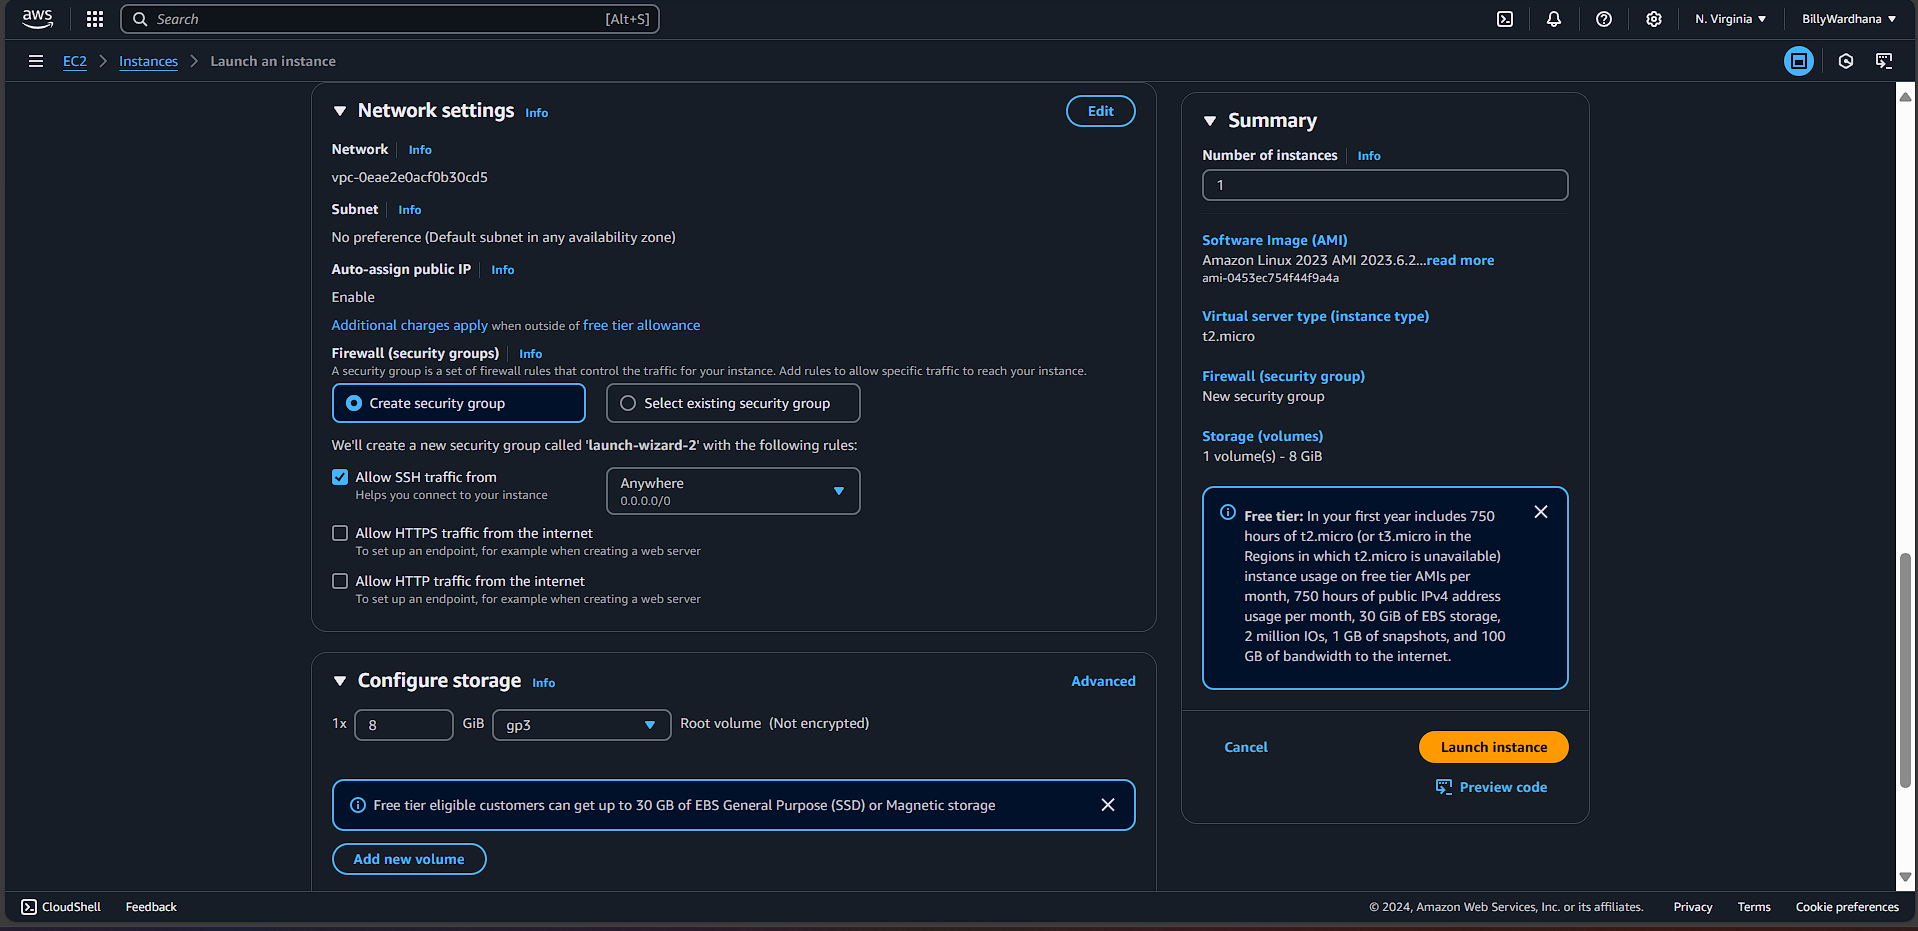 aws
Search [Alt+S]
N. Virginia
BillyWardhana
EC2 Instances Launch an instance
Network settings Info
Edit
Network Info
vpc-0eae2e0acf0b30cd5
Subnet Info
No preference (Default subnet in any availability zone)
Auto-assign public IP Info
Enable
Additional charges apply when outside of free tier allowance
Firewall (security groups) Info
A security group is a set of firewall rules that control the traffic for your instance. Add rules to allow specific traffic to reach your instance.
Create security group
Select existing security group
We'll create a new security group called 'launch-wizard-2' with the following rules:
Allow SSH traffic from
Helps you connect to your instance
Anywhere
0.0.0.0/0
Allow HTTPS traffic from the internet
To set up an endpoint, for example when creating a web server
Allow HTTP traffic from the internet
To set up an endpoint, for example when creating a web server
Configure storage Info
Advanced
1x 8 GiB gp3 Root volume (Not encrypted)
Free tier eligible customers can get up to 30 GB of EBS General Purpose (SSD) or Magnetic storage
Add new volume
Summary
Number of instances Info
1
Software Image (AMI)
Amazon Linux 2023 AMI 2023.6.2...read more
ami-0453ec754f44f9a4a
Virtual server type (instance type)
t2.micro
Firewall (security group)
New security group
Storage (volumes)
1 volume(s) - 8 GiB
Free tier: In your first year includes 750
hours of t2.micro (or t3.micro in the
Regions in which t2.micro is unavailable)
instance usage on free tier AMIs per
month, 750 hours of public IPv4 address
usage per month, 30 GiB of EBS storage,
2 million IOs, 1 GB of snapshots, and 100
GB of bandwidth to the internet.
Cancel
Launch instance
Preview code
CloudShell Feedback
© 2024, Amazon Web Services, Inc. or its affiliates. Privacy Terms Cookie preferences